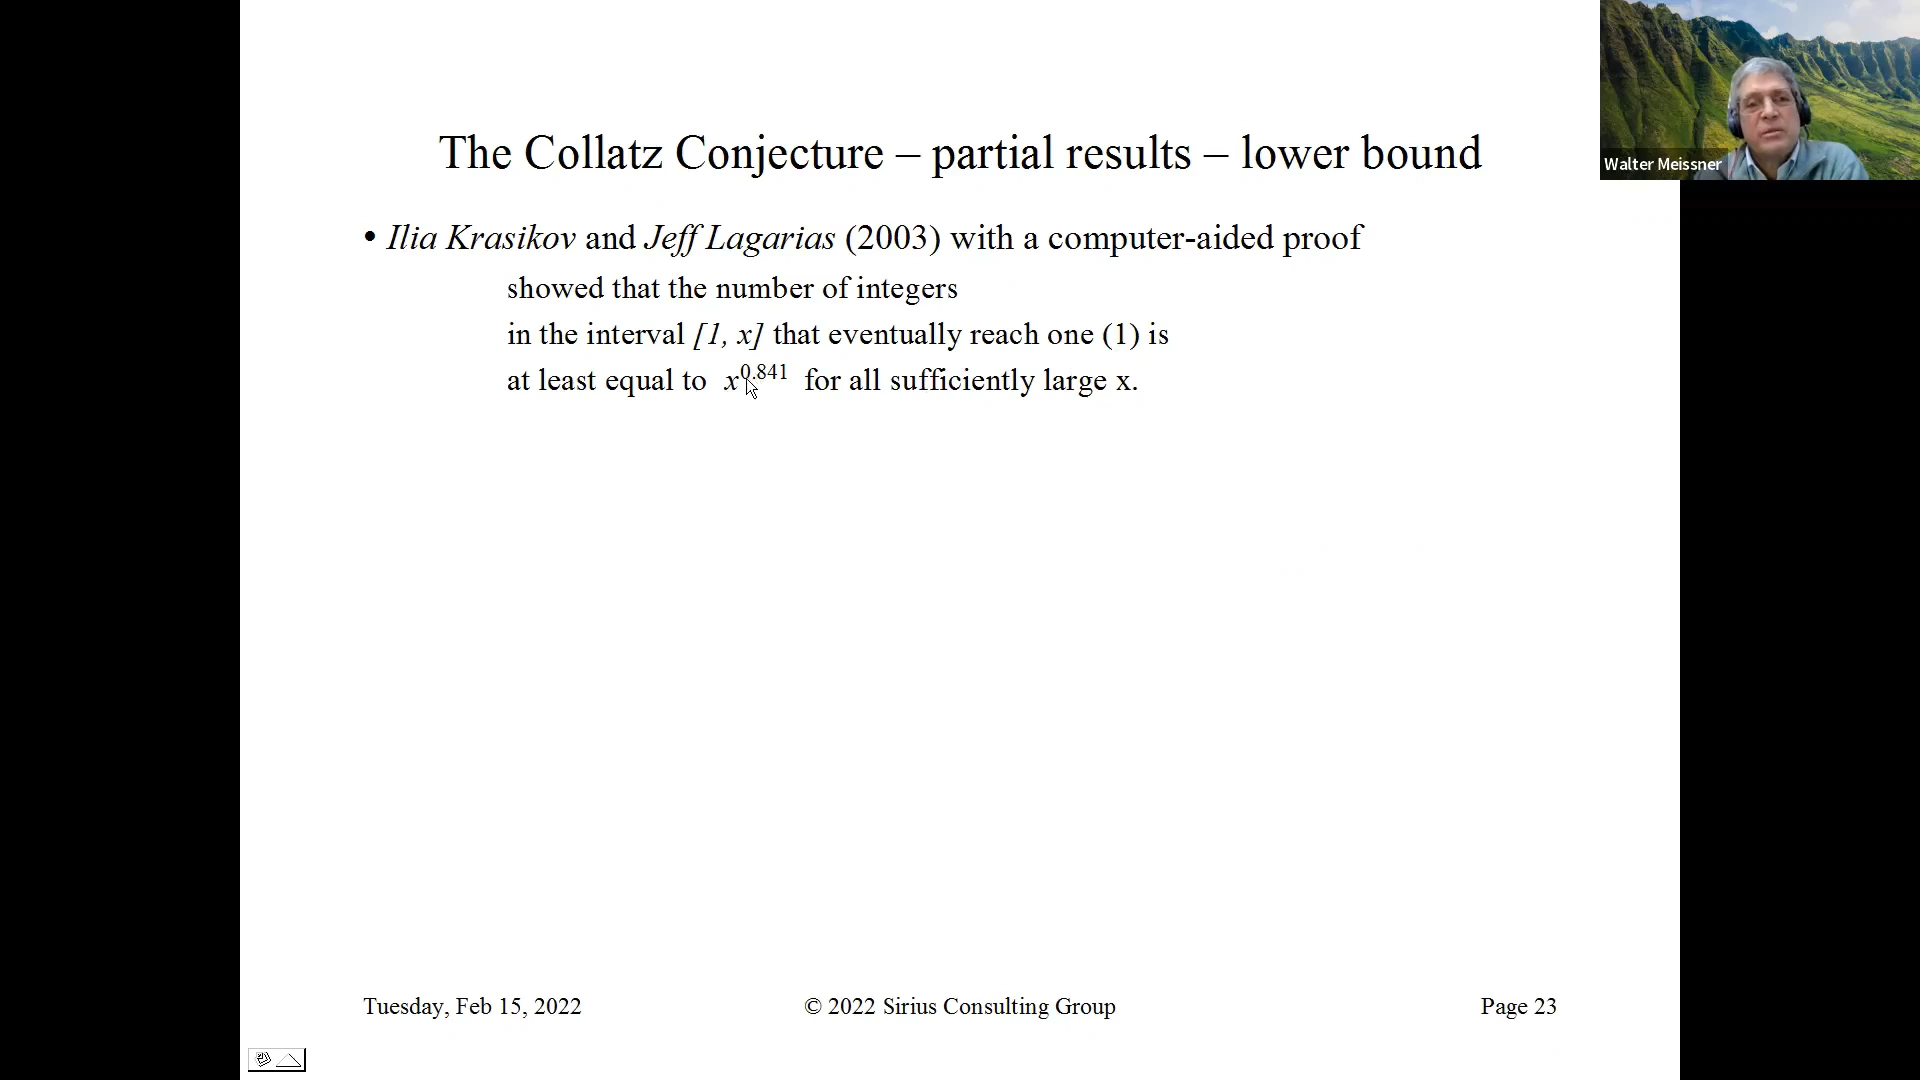 The Collatz Conjecture – partial results – lower bound
Walter Meissner
• Ilia Krasikov and Jeff Lagarias (2003) with a computer-aided proof
showed that the number of integers
in the interval [1, x] that eventually reach one (1) is
at least equal to x^0.841 for all sufficiently large x.
Tuesday, Feb 15, 2022
© 2022 Sirius Consulting Group
Page 23